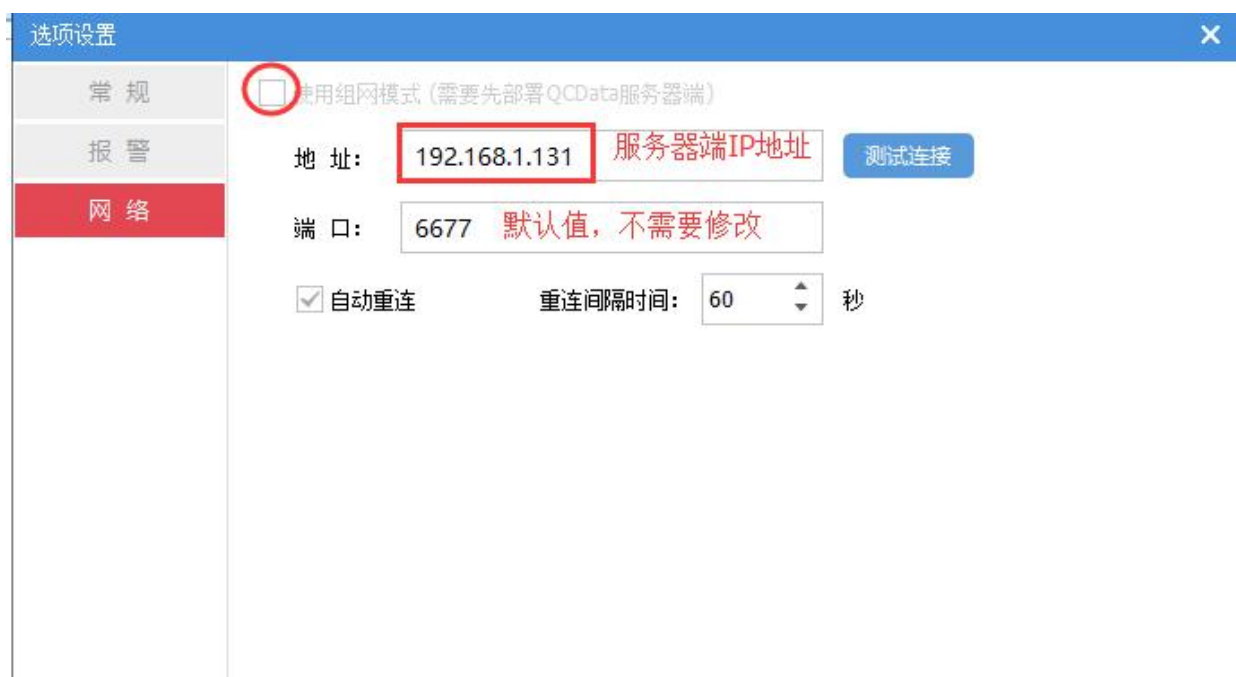 选项设置
常 规
使用组网模式(需要先部署QCData服务器端)
报 警
地 址: 192.168.1.131 服务器端IP地址 测试连接
网 络
端 口: 6677 默认值，不需要修改
自动重连 重连间隔时间: 60 秒